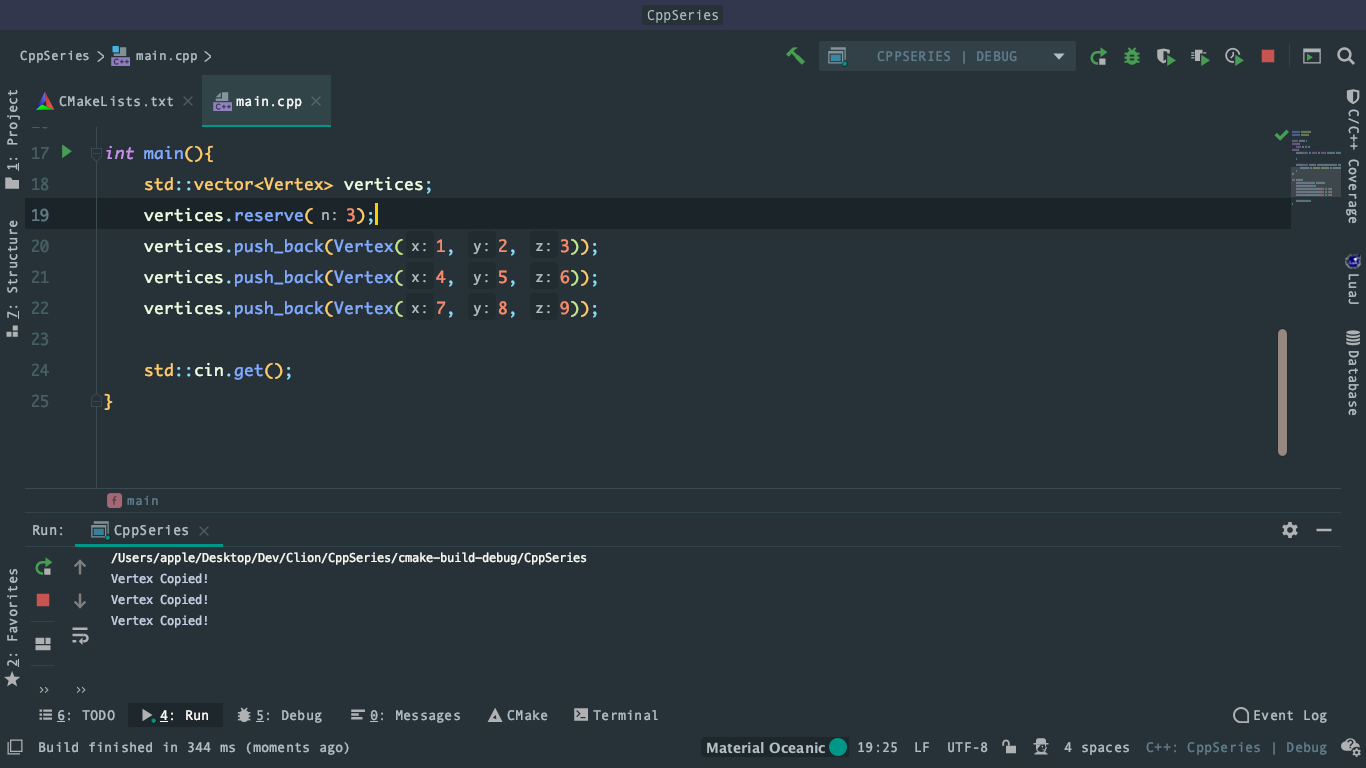 CppSeries
CppSeries > main.cpp >
CPPSERIES | DEBUG
CMakeLists.txt
main.cpp
1: Project
Z: Structure
2: Favorites
17 int main(){
18 std::vector<Vertex> vertices;
19 vertices.reserve( n: 3);
20 vertices.push_back(Vertex( x: 1, y: 2, z: 3));
21 vertices.push_back(Vertex( x: 4, y: 5, z: 6));
22 vertices.push_back(Vertex( x: 7, y: 8, z: 9));
23
24 std::cin.get();
25 }
C/C++ Coverage
LuaJ
Database
f main
Run: CppSeries
/Users/apple/Desktop/Dev/Clion/CppSeries/cmake-build-debug/CppSeries
Vertex Copied!
Vertex Copied!
Vertex Copied!
6: TODO 4: Run 5: Debug 0: Messages CMake Terminal Event Log
Build finished in 344 ms (moments ago) Material Oceanic 19:25 LF UTF-8 4 spaces C++: CppSeries | Debug